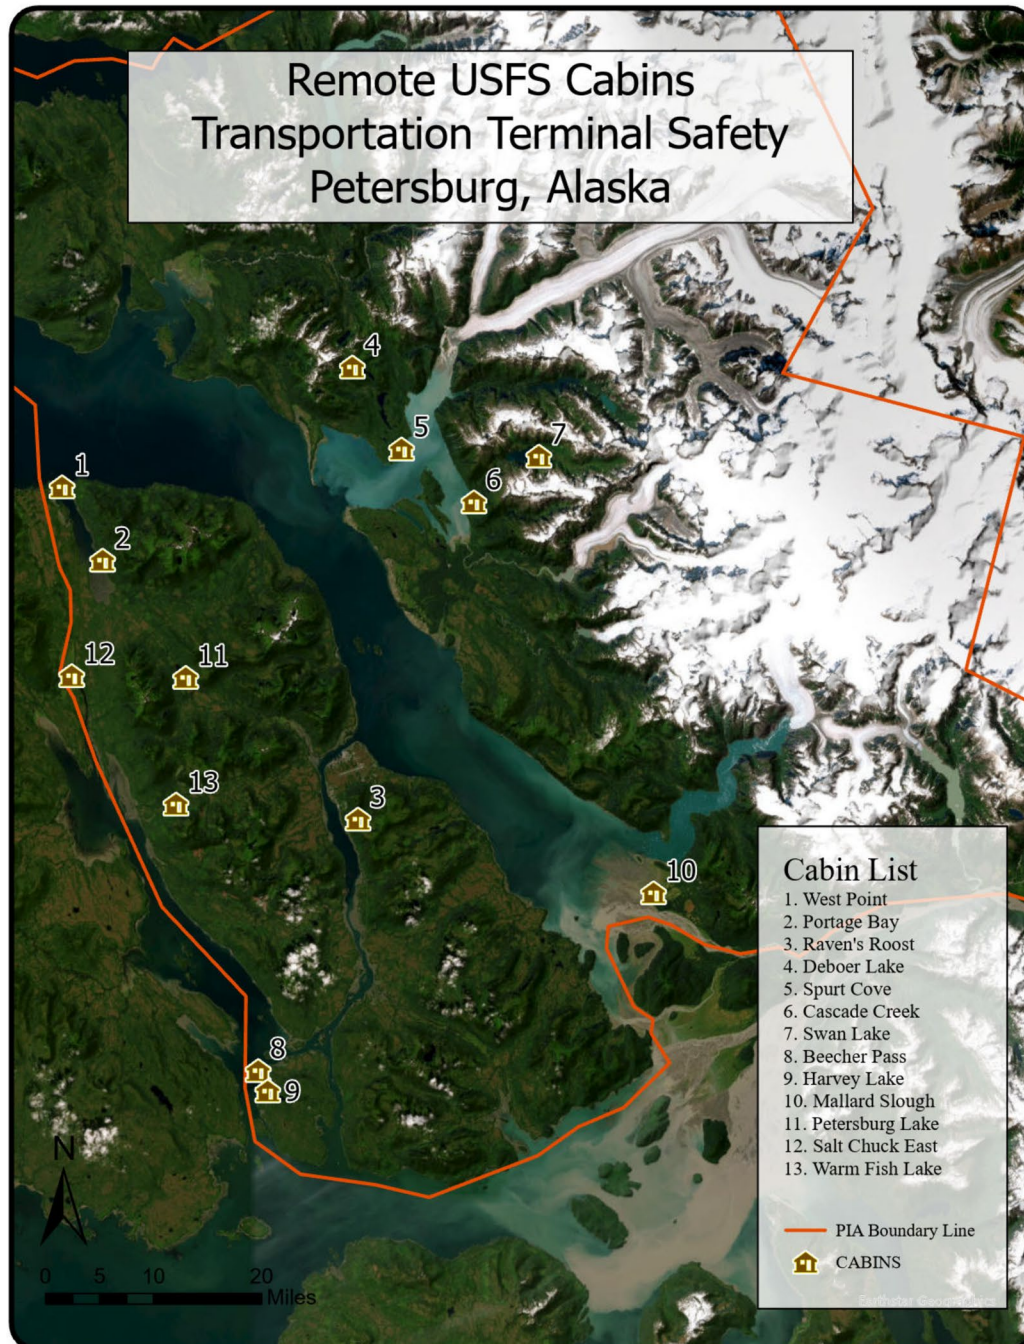 Remote USFS Cabins
Transportation Terminal Safety
Petersburg, Alaska
4
5
7
1
6
2
12
11
13
3
10
8
9
Cabin List
1. West Point
2. Portage Bay
3. Raven's Roost
4. Deboer Lake
5. Spurt Cove
6. Cascade Creek
7. Swan Lake
8. Beecher Pass
9. Harvey Lake
10. Mallard Slough
11. Petersburg Lake
12. Salt Chuck East
13. Warm Fish Lake
PIA Boundary Line
CABINS
N
0 5 10 20
Miles
Earthstar Geographics